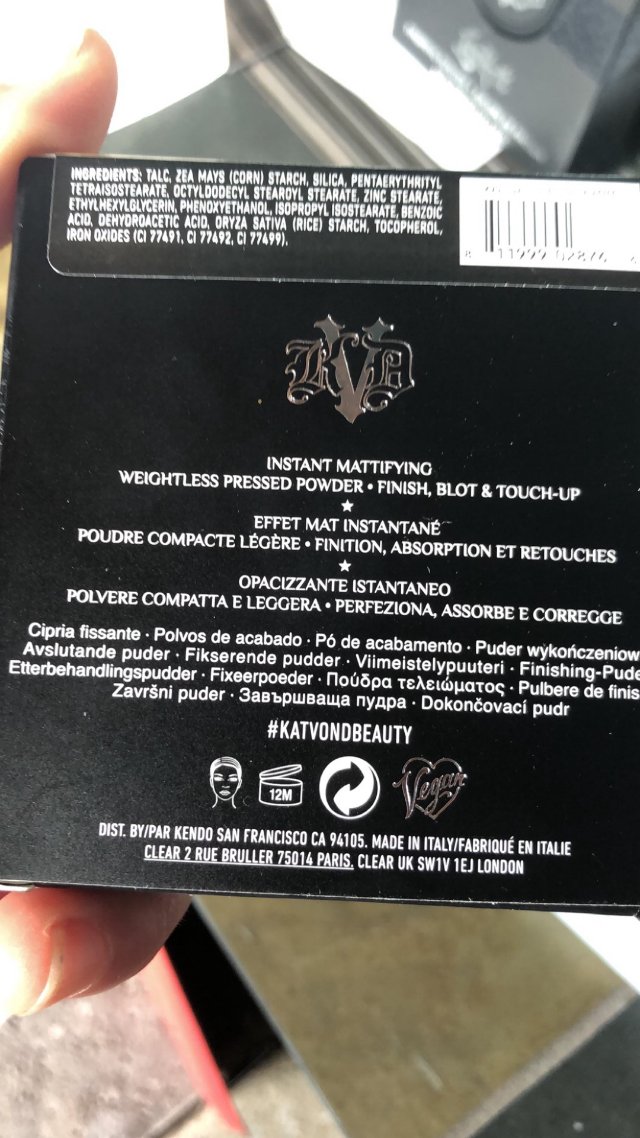 INGREDIENTS: TALC, ZEA MAYS (CORN) STARCH, SILICA, PENTAERYTHRITYL
TETRAISOSTEARATE, OCTYLDODECYL STEAROYL STEARATE, ZINC STEARATE,
ETHYLHEXYLGLYCERIN, PHENOXYETHANOL, ISOPROPYL ISOSTEARATE, BENZOIC
ACID, DEHYDROACETIC ACID, ORYZA SATIVA (RICE) STARCH, TOCOPHEROL,
IRON OXIDES (CI 77491, CI 77492, CI 77499).
8 11999 02876
KVD
INSTANT MATTIFYING
WEIGHTLESS PRESSED POWDER • FINISH, BLOT & TOUCH-UP
EFFET MAT INSTANTANÉ
POUDRE COMPACTE LÉGÈRE • FINITION, ABSORPTION ET RETOUCHES
OPACIZZANTE ISTANTANEO
POLVERE COMPATTA E LEGGERA • PERFEZIONA, ASSORBE E CORREGGE
Cipria fissante · Polvos de acabado · Pó de acabamento · Puder wykończeniow
Avslutande puder · Fikserende pudder · Viimeistelypuuteri · Finishing-Pude
Etterbehandlingspudder · Fixeerpoeder · Πούδρα τελειώματος · Pulbere de finis
Završni puder · Завършваща пудра · Dokončovací pudr
#KATVONDBEAUTY
12M
Vegan
DIST. BY/PAR KENDO SAN FRANCISCO CA 94105. MADE IN ITALY/FABRIQUÉ EN ITALIE
CLEAR 2 RUE BRULLER 75014 PARIS. CLEAR UK SW1V 1EJ LONDON